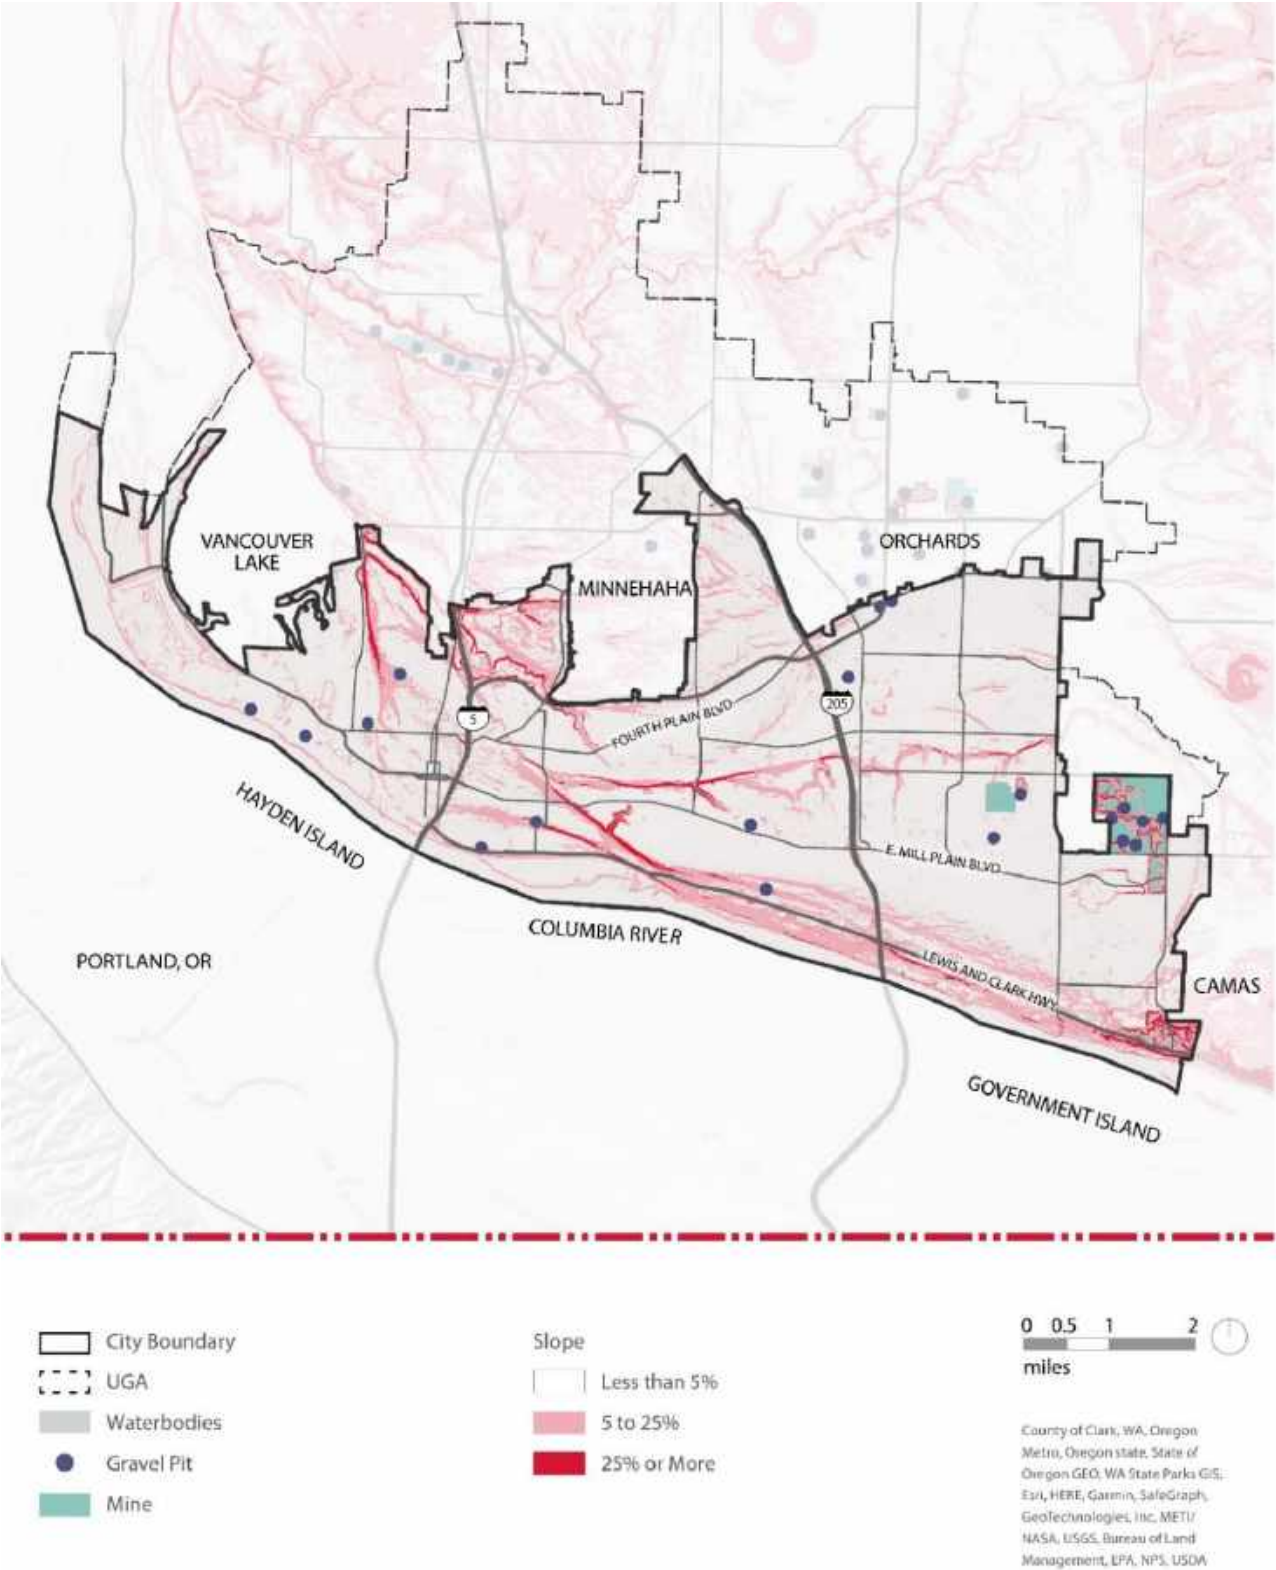 VANCOUVER
LAKE
MINNEHAHA
ORCHARDS
5
205
FOURTH PLAIN BLVD
HAYDEN ISLAND
E. MILL PLAIN BLVD
COLUMBIA RIVER
PORTLAND, OR
LEWIS AND CLARK HWY
CAMAS
GOVERNMENT ISLAND
City Boundary
UGA
Waterbodies
Gravel Pit
Mine
Slope
Less than 5%
5 to 25%
25% or More
0 0.5 1 2
miles
County of Clark, WA, Oregon
Metro, Oregon state, State of
Oregon GEO, WA State Parks GIS,
Esri, HERE, Garmin, SafeGraph,
GeoTechnologies, Inc, METI/
NASA, USGS, Bureau of Land
Management, EPA, NPS, USDA